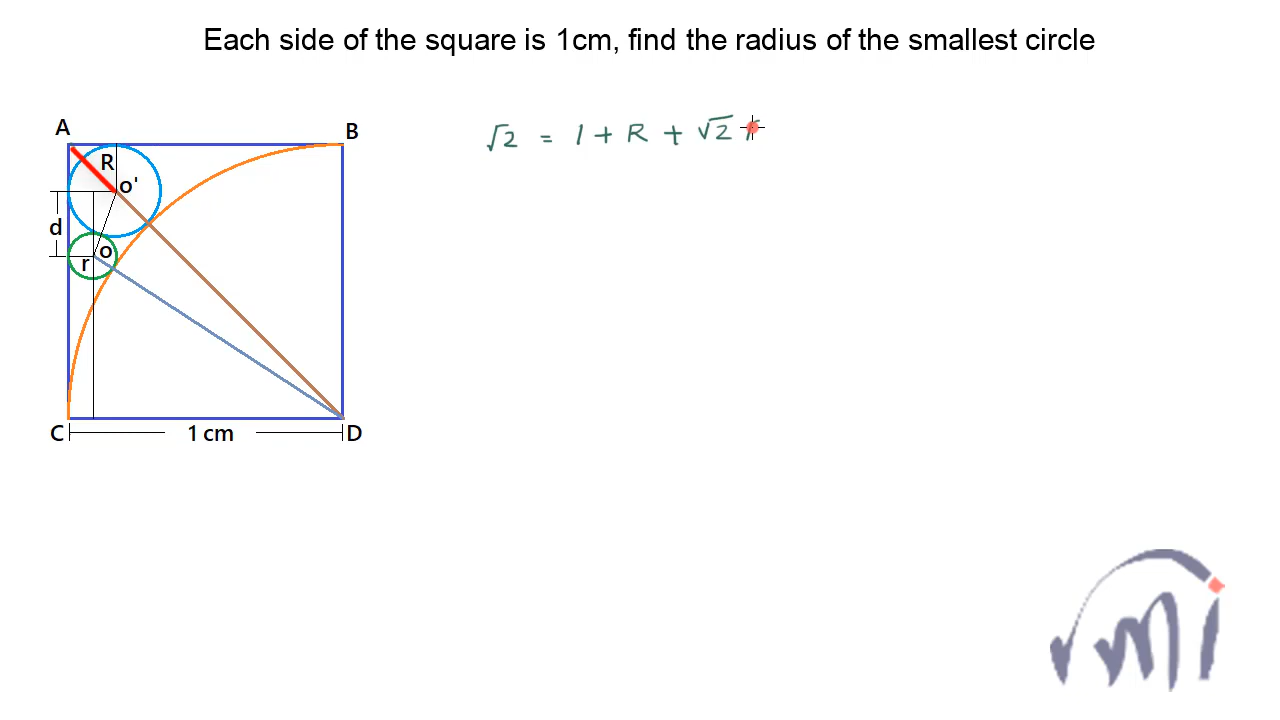 Each side of the square is 1cm, find the radius of the smallest circle
A
B
R
o'
d
o
r
C
1 cm
D
√2 = 1 + R + √2
vmi